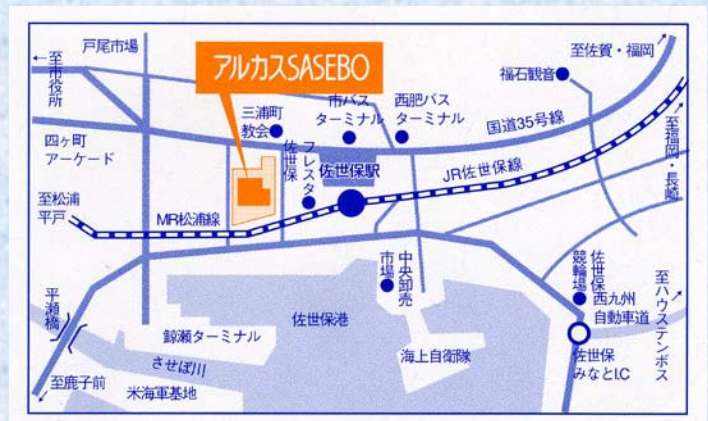 戸尾市場
至市役所
アルカスSASEBO
至佐賀・福岡
福石観音
三浦町
教会
市バス
ターミナル
西肥バス
ターミナル
国道35号線
四ヶ町
アーケード
フレスタ
佐世保
佐世保駅
JR佐世保線
至福岡・長崎
至松浦
平戸
MR松浦線
中央卸売
市場
佐世保
競輪場
西九州
自動車道
至ハウステンボス
平瀬橋
鯨瀬ターミナル
佐世保港
海上自衛隊
佐世保
みなとI.C
させぼ川
至鹿子前
米海軍基地